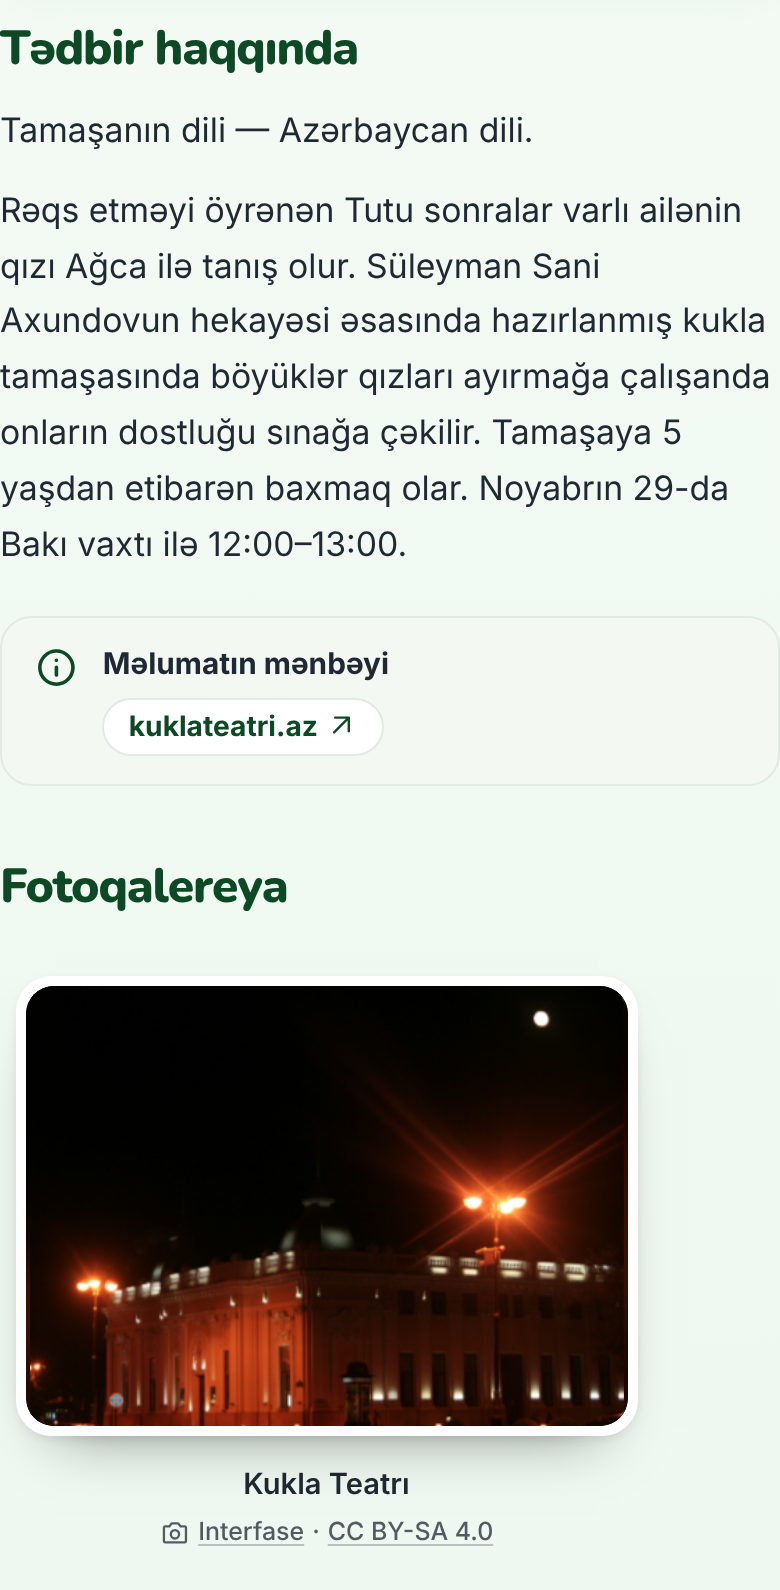 Tədbir haqqında
Tamaşanın dili — Azərbaycan dili.
Rəqs etməyi öyrənən Tutu sonralar varlı ailənin
qızı Ağca ilə tanış olur. Süleyman Sani
Axundovun hekayəsi əsasında hazırlanmış kukla
tamaşasında böyüklər qızları ayırmağa çalışanda
onların dostluğu sınağa çəkilir. Tamaşaya 5
yaşdan etibarən baxmaq olar. Noyabrın 29-da
Bakı vaxtı ilə 12:00–13:00.
Məlumatın mənbəyi
kuklateatri.az
Fotoqalereya
Kukla Teatrı
Interfase · CC BY-SA 4.0